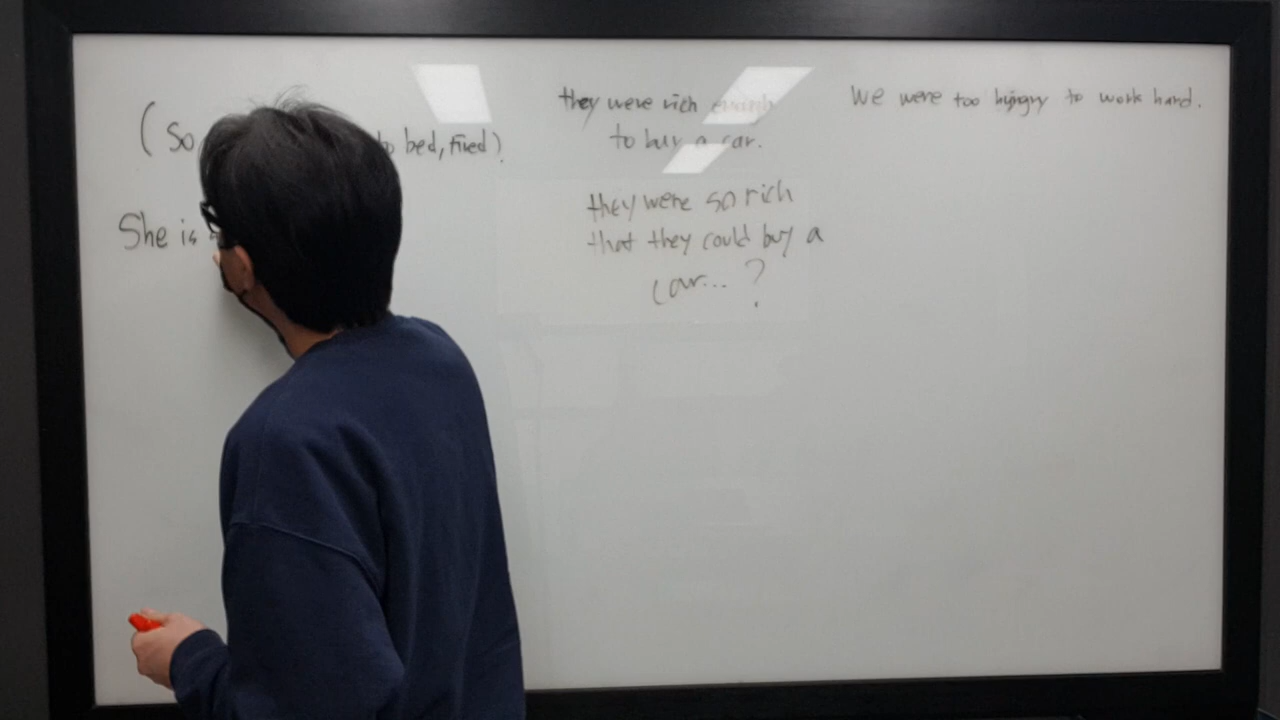 (So to bed, tired).
She is
they were rich enough
to buy a car.
they were so rich
that they could buy a
car... ?
We were too hungry to work hard.